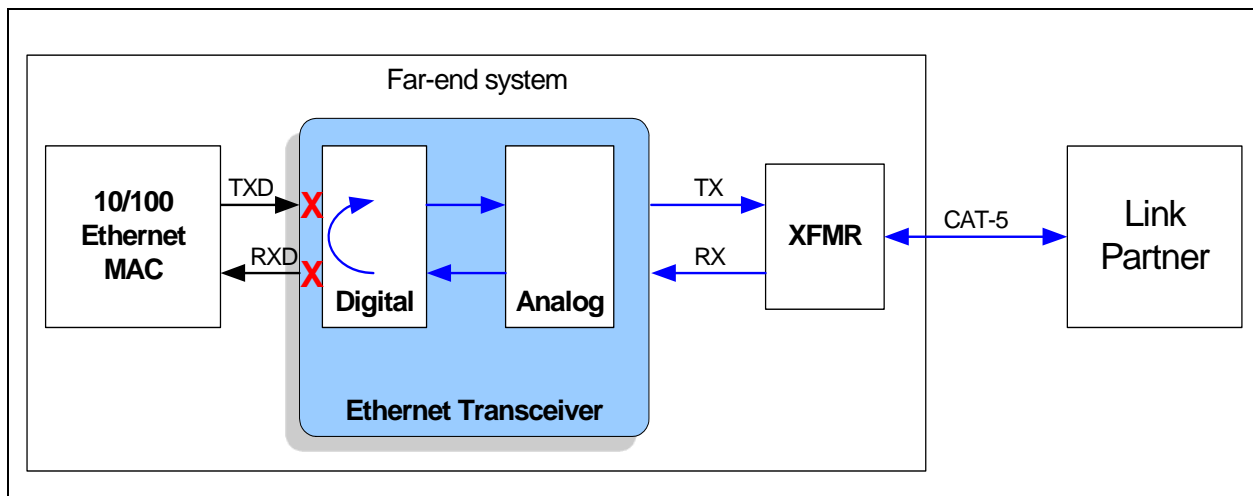 Far-end system
10/100
Ethernet
MAC
TXD
RXD
X
X
Digital
Analog
Ethernet Transceiver
TX
RX
XFMR
CAT-5
Link
Partner